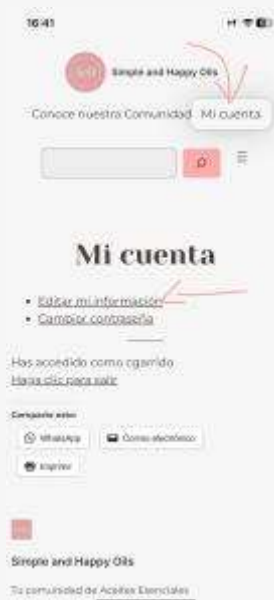 16:41
Simple and Happy Oils
Conoce nuestra Comunidad Mi cuenta
Mi cuenta
Editar mi información
Cambiar contraseña
Has accedido como cgarrido
Haga clic para salir
Comparte esto:
WhatsApp Correo electrónico
Imprimir
Simple and Happy Oils
Tu comunidad de Aceites Esenciales